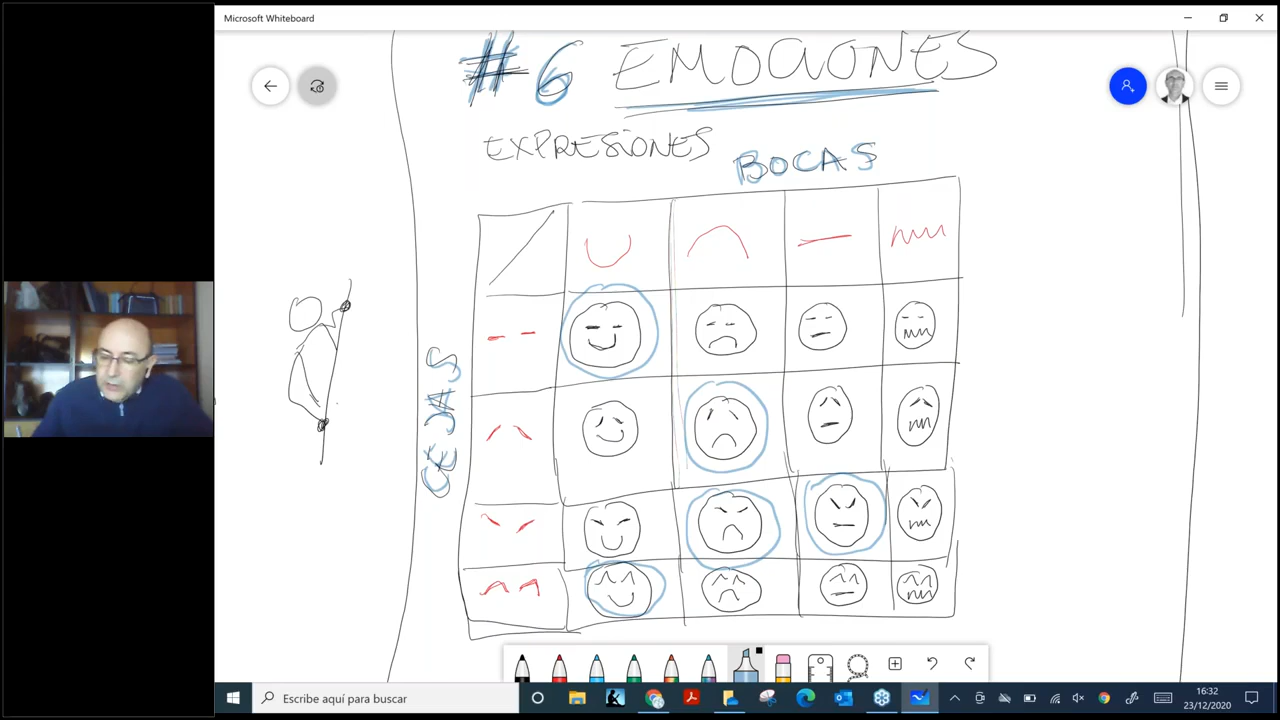 Microsoft Whiteboard
#6 EMOCIONES
EXPRESIONES
BOCAS
CEJAS
Escribe aquí para buscar
16:32
23/12/2020